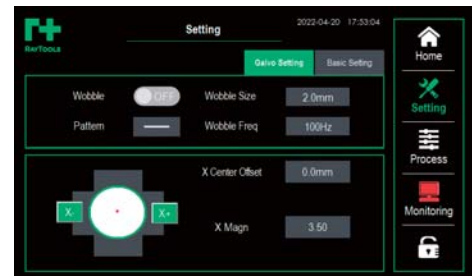 Setting
2022-04-20 17:53:04
RAYTOOLS
Galvo Setting
Basic Setting
Wobble
OFF
Wobble Size
2.0mm
Pattern
Wobble Freq
100Hz
X Center Offset
0.0mm
X-
X+
X Magn
3.50
Home
Setting
Process
Monitoring